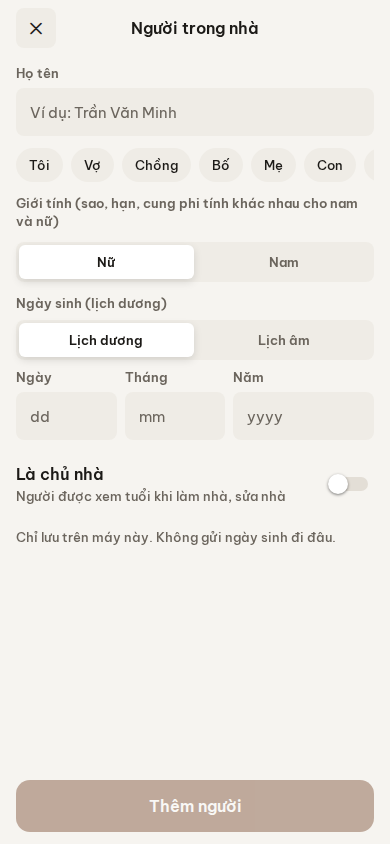 Người trong nhà
Họ tên
Ví dụ: Trần Văn Minh
Tôi Vợ Chồng Bố Mẹ Con
Giới tính (sao, hạn, cung phi tính khác nhau cho nam
và nữ)
Nữ Nam
Ngày sinh (lịch dương)
Lịch dương Lịch âm
Ngày Tháng Năm
dd mm yyyy
Là chủ nhà
Người được xem tuổi khi làm nhà, sửa nhà
Chỉ lưu trên máy này. Không gửi ngày sinh đi đâu.
Thêm người